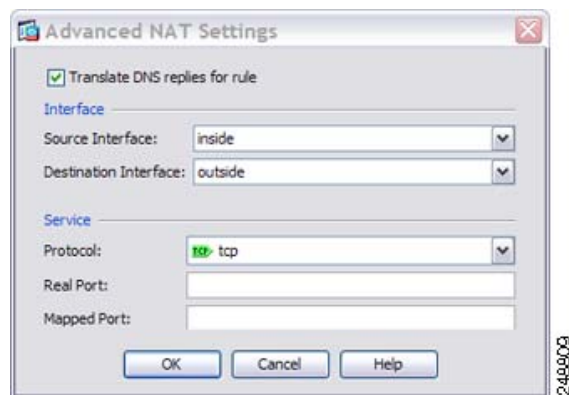 Advanced NAT Settings
Translate DNS replies for rule
Interface
Source Interface: inside
Destination Interface: outside
Service
Protocol: TCP tcp
Real Port:
Mapped Port:
OK Cancel Help
248809